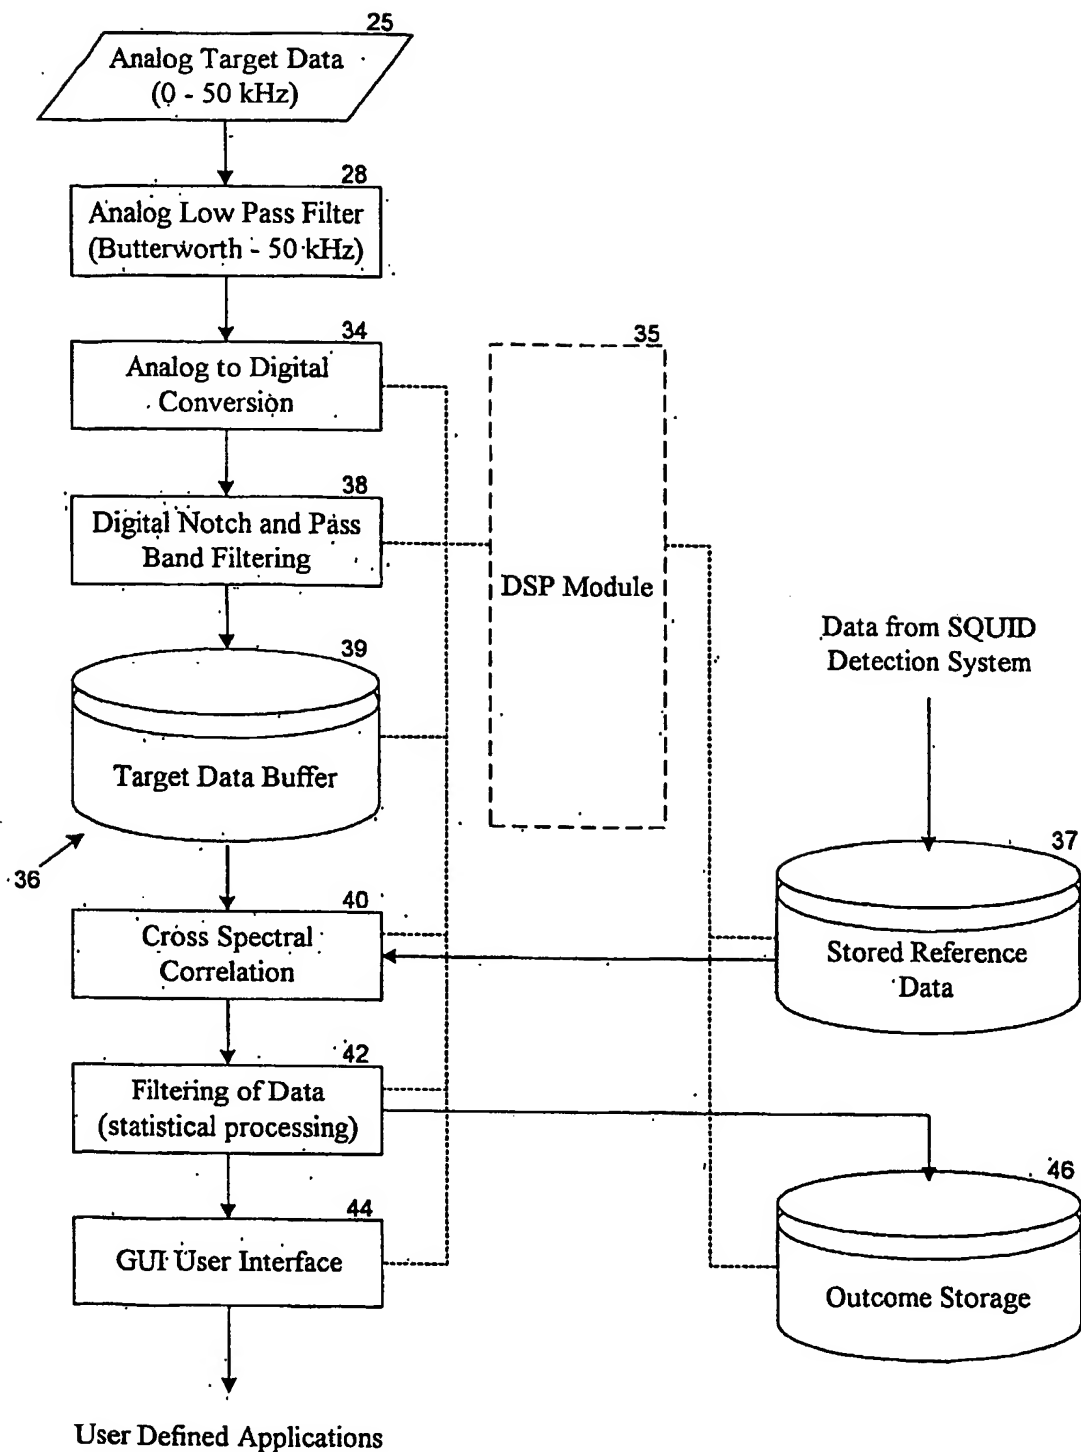 25
Analog Target Data
(0 - 50 kHz)
28
Analog Low Pass Filter
(Butterworth - 50 kHz)
34
Analog to Digital
Conversion
35
DSP Module
38
Digital Notch and Pass
Band Filtering
39
Target Data Buffer
36
Data from SQUID
Detection System
37
Stored Reference
Data
40
Cross Spectral
Correlation
42
Filtering of Data
(statistical processing)
46
Outcome Storage
44
GUI User Interface
User Defined Applications